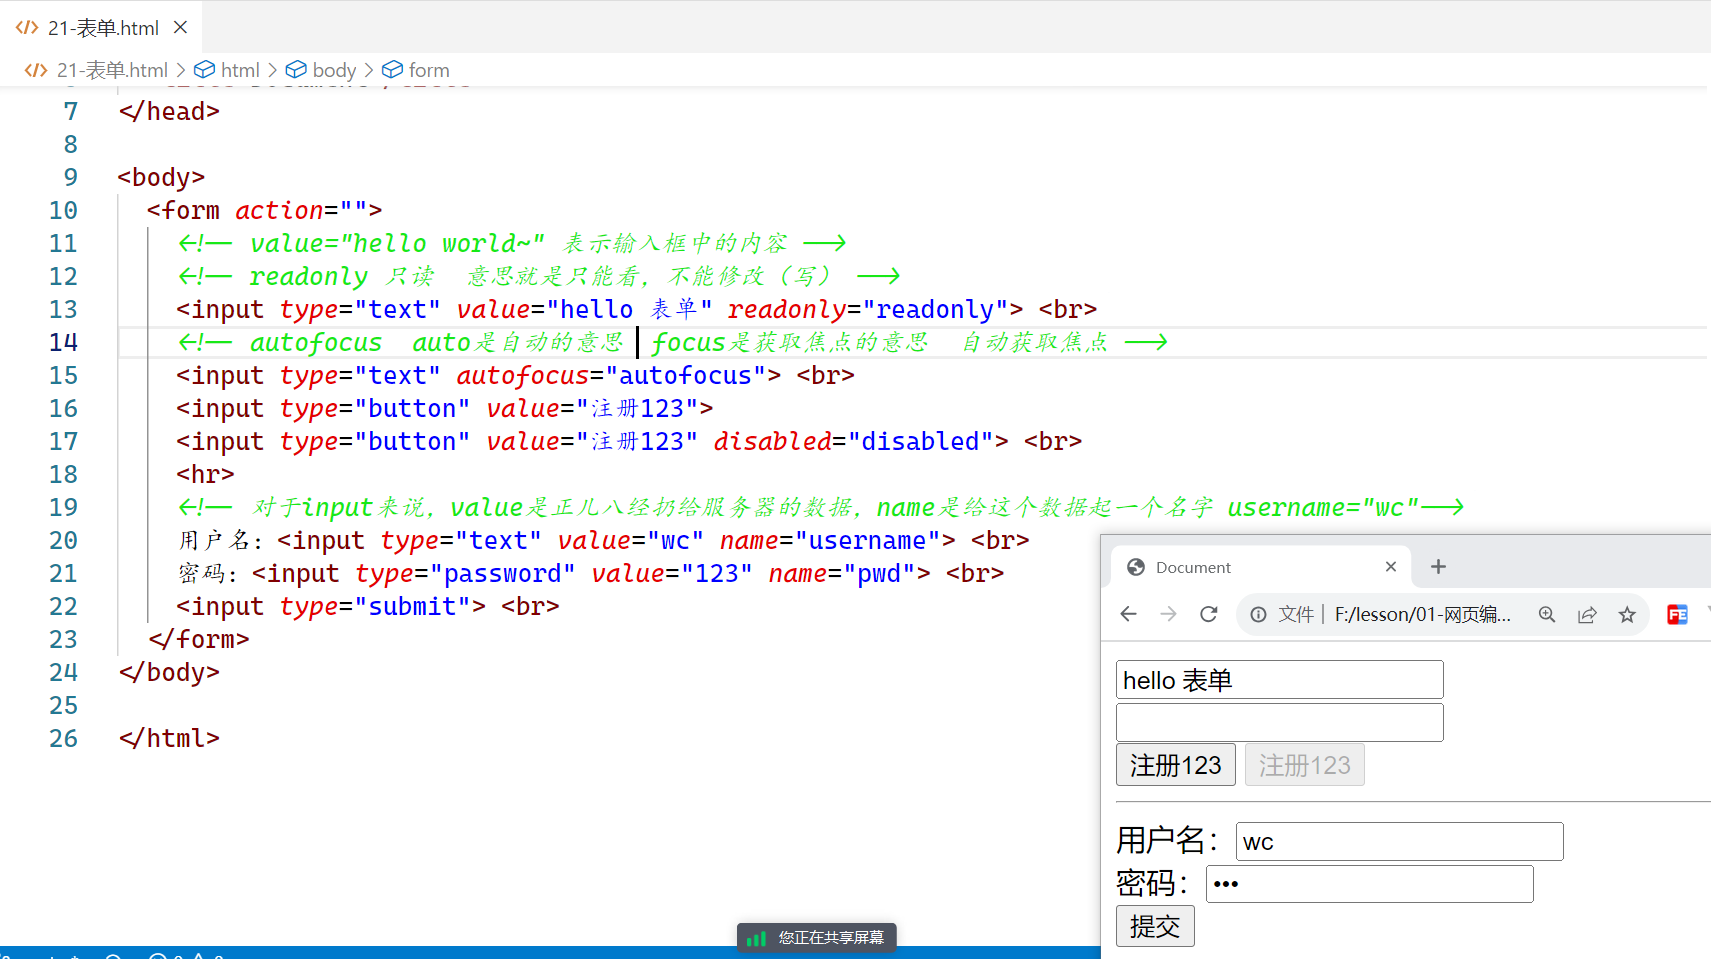 21-表单.html
21-表单.html > html > body > form
7 </head>
8
9 <body>
10 <form action="">
11 <!-- value="hello world~" 表示输入框中的内容 -->
12 <!-- readonly 只读  意思就是只能看，不能修改（写） -->
13 <input type="text" value="hello 表单" readonly="readonly"> <br>
14 <!-- autofocus  auto是自动的意思  focus是获取焦点的意思  自动获取焦点 -->
15 <input type="text" autofocus="autofocus"> <br>
16 <input type="button" value="注册123">
17 <input type="button" value="注册123" disabled="disabled"> <br>
18 <hr>
19 <!-- 对于input来说，value是正儿八经扔给服务器的数据，name是给这个数据起一个名字 username="wc"-->
20 用户名：<input type="text" value="wc" name="username"> <br>
21 密码：<input type="password" value="123" name="pwd"> <br>
22 <input type="submit"> <br>
23 </form>
24 </body>
25
26 </html>
Document
文件 | F:/lesson/01-网页编...
FE
hello 表单
注册123 注册123
用户名： wc
密码： •••
提交
您正在共享屏幕